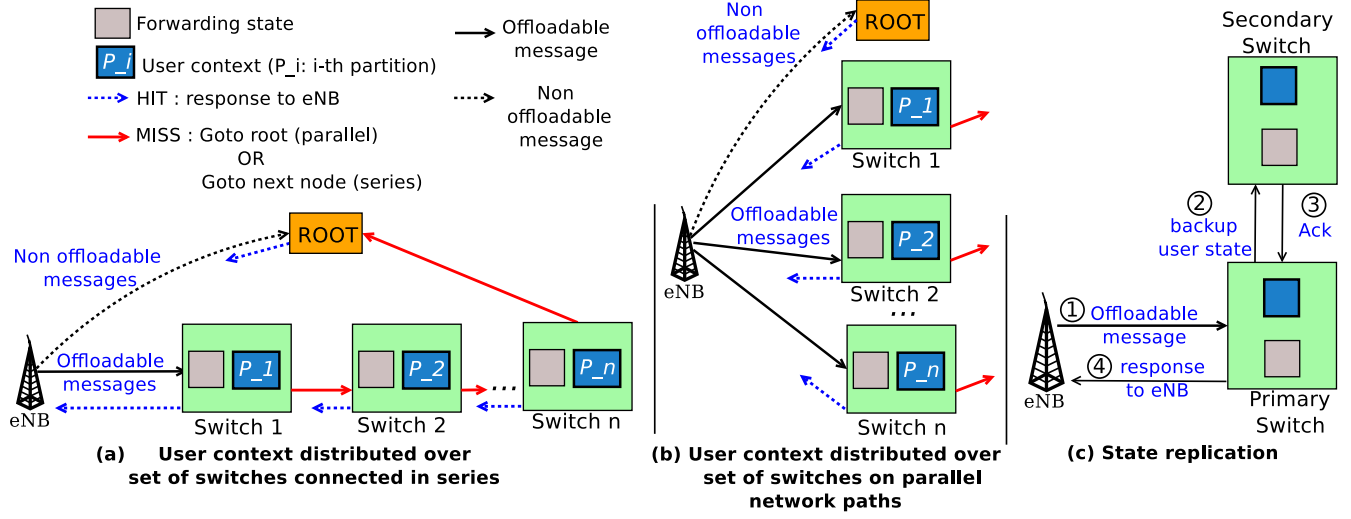 Forwarding state
P_i
User context (P_i: i-th partition)
HIT : response to eNB
MISS : Goto root (parallel)
OR
Goto next node (series)
Offloadable
message
Non
offloadable
message
ROOT
Non offloadable
messages
eNB
Offloadable
messages
P_1
Switch 1
P_2
Switch 2
...
P_n
Switch n
(a) User context distributed over
set of switches connected in series
Non
offloadable
messages
ROOT
P_1
Switch 1
Offloadable
messages
P_2
Switch 2
...
eNB
P_n
Switch n
(b) User context distributed over
set of switches on parallel
network paths
Secondary
Switch
2
backup
user state
3
Ack
1
Offloadable
message
4 response
to eNB
eNB
Primary
Switch
(c) State replication